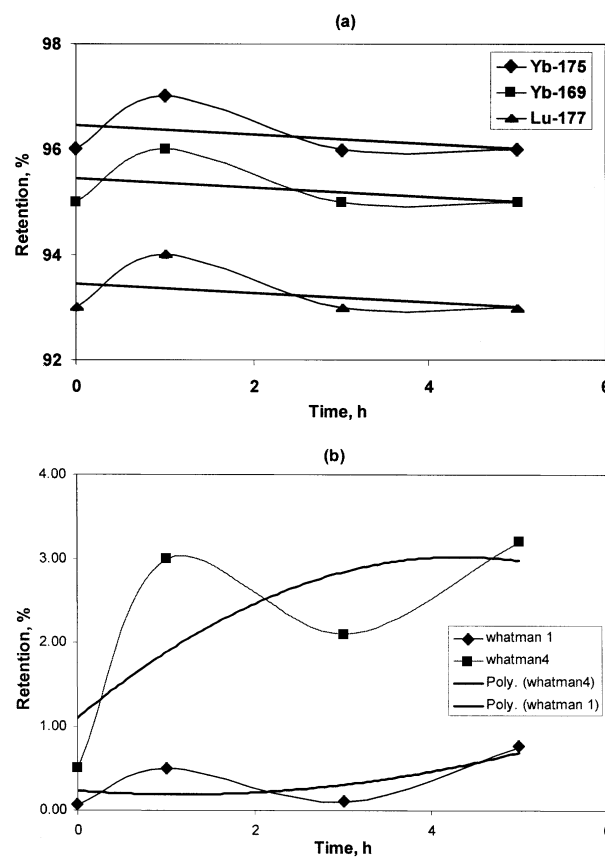 (a)
98
96
94
92
Retention, %
Yb-175
Yb-169
Lu-177
0
2
4
6
Time, h
(b)
4.00
3.00
2.00
1.00
0.00
Retention, %
whatman 1
whatman4
Poly. (whatman4)
Poly. (whatman 1)
0
2
4
6
Time, h